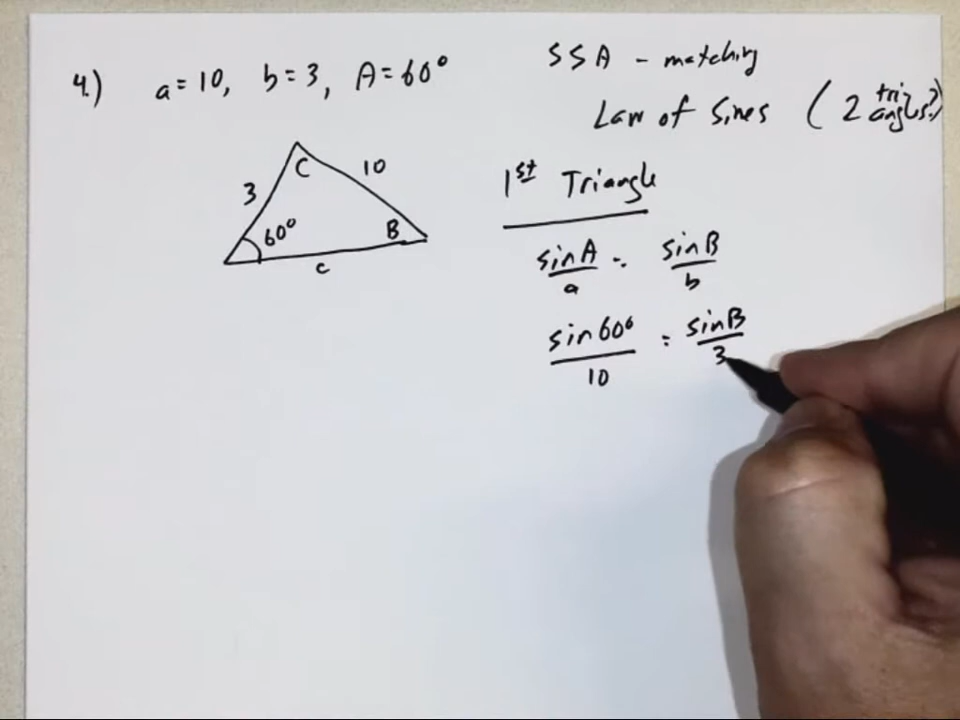 4.) a = 10, b = 3, A = 60°
SSA - matching
Law of Sines (2 triangles?)
3
C
10
60°
B
c
1st Triangle
sinA/a = sinB/b
sin60°/10 = sinB/3